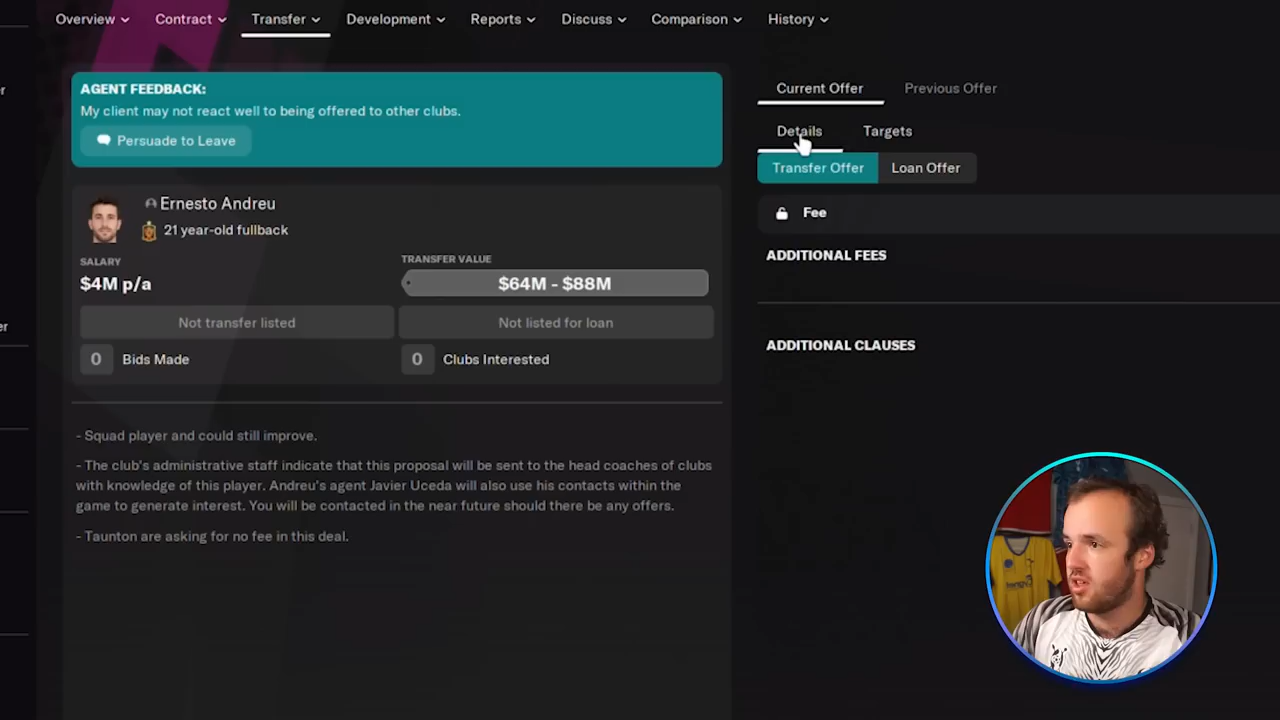 Overview
Contract
Transfer
Development
Reports
Discuss
Comparison
History
AGENT FEEDBACK:
My client may not react well to being offered to other clubs.
Persuade to Leave
Ernesto Andreu
21 year-old fullback
SALARY
$4M p/a
TRANSFER VALUE
$64M - $88M
Not transfer listed
Not listed for loan
0 Bids Made
0 Clubs Interested
- Squad player and could still improve.
- The club's administrative staff indicate that this proposal will be sent to the head coaches of clubs
with knowledge of this player. Andreu's agent Javier Uceda will also use his contacts within the
game to generate interest. You will be contacted in the near future should there be any offers.
- Taunton are asking for no fee in this deal.
Current Offer
Previous Offer
Details
Targets
Transfer Offer
Loan Offer
Fee
ADDITIONAL FEES
ADDITIONAL CLAUSES